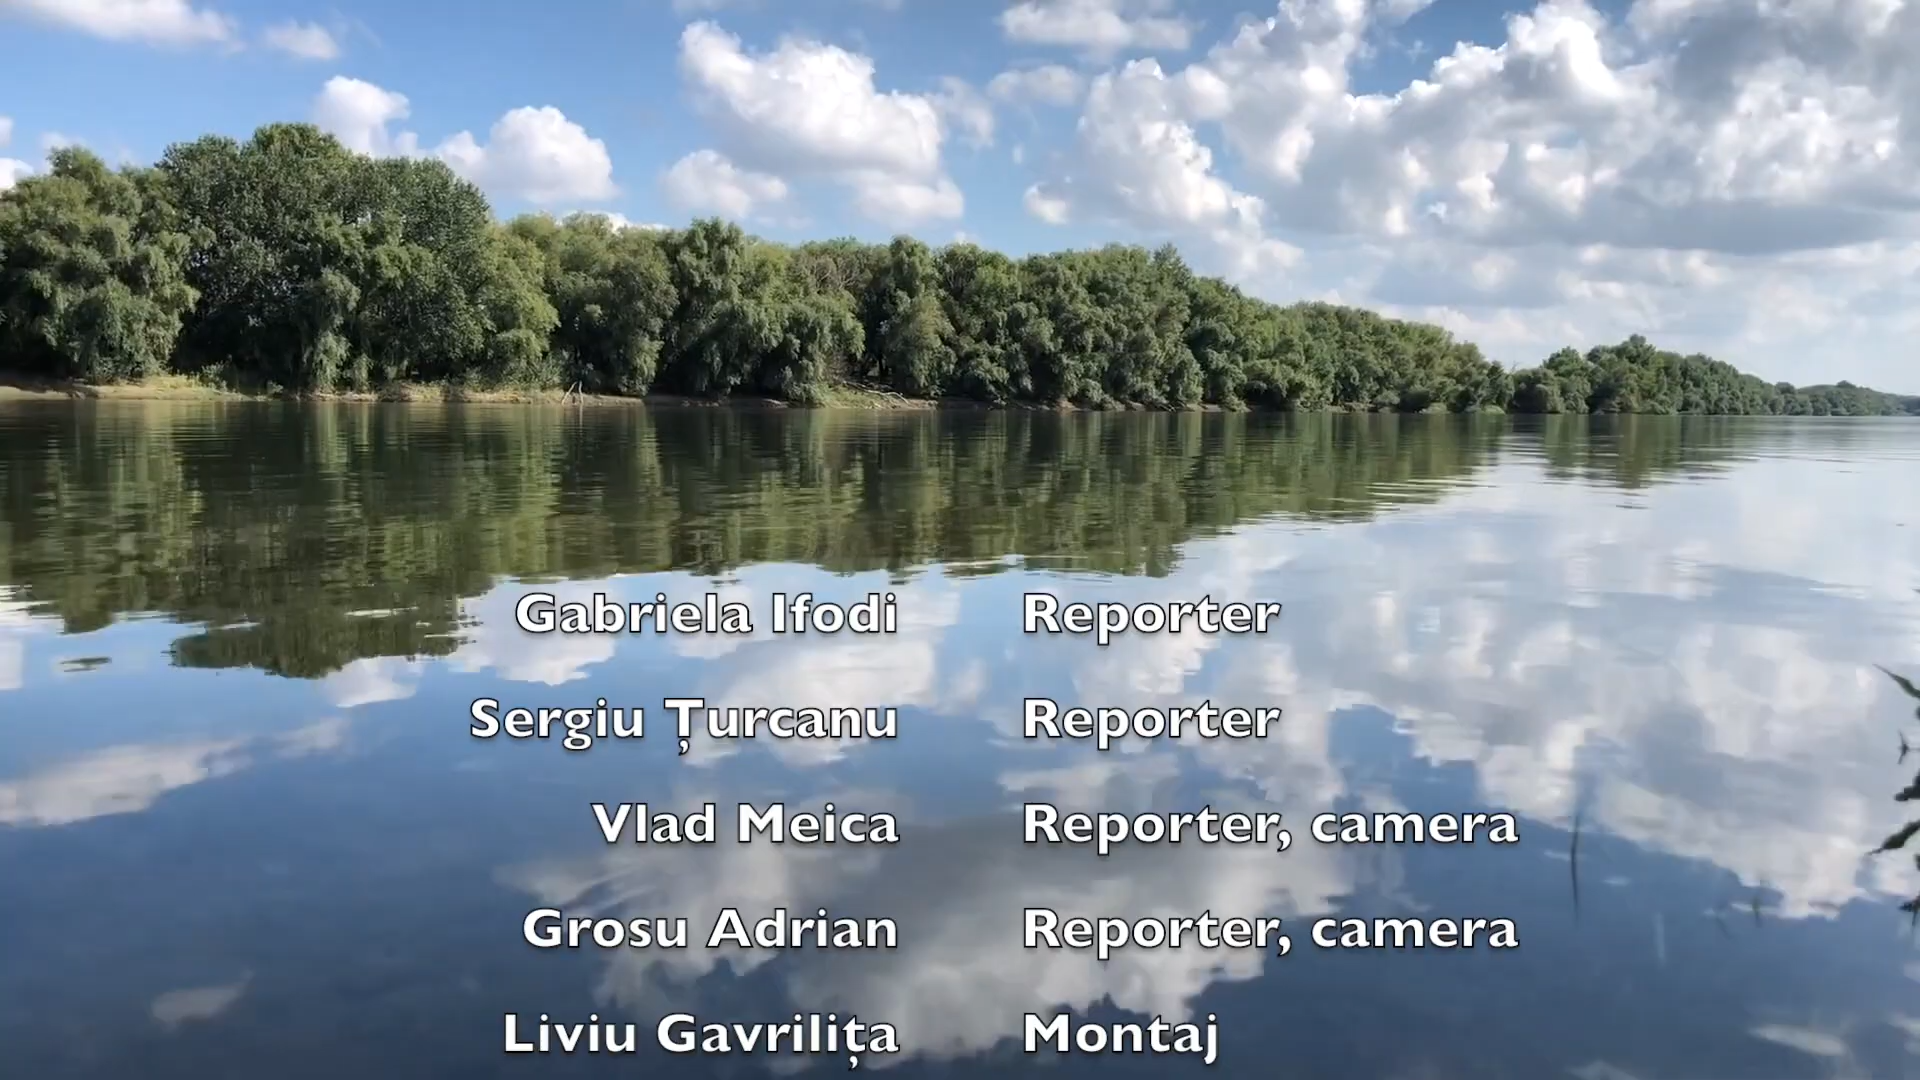 Gabriela Ifodi Reporter
Sergiu Țurcanu Reporter
Vlad Meica Reporter, camera
Grosu Adrian Reporter, camera
Liviu Gavrilița Montaj